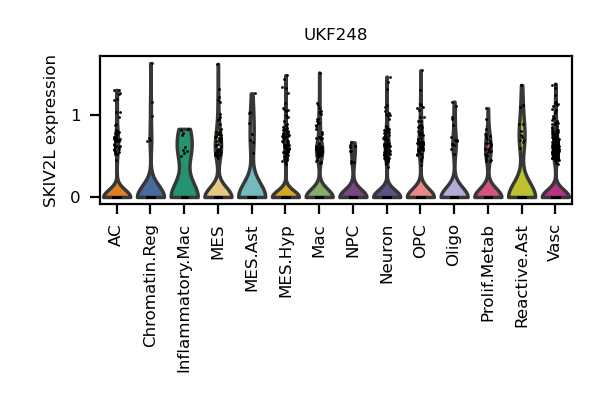 UKF248
SKIV2L expression
1
0
AC
Chromatin.Reg
Inflammatory.Mac
MES
MES.Ast
MES.Hyp
Mac
NPC
Neuron
OPC
Oligo
Prolif.Metab
Reactive.Ast
Vasc